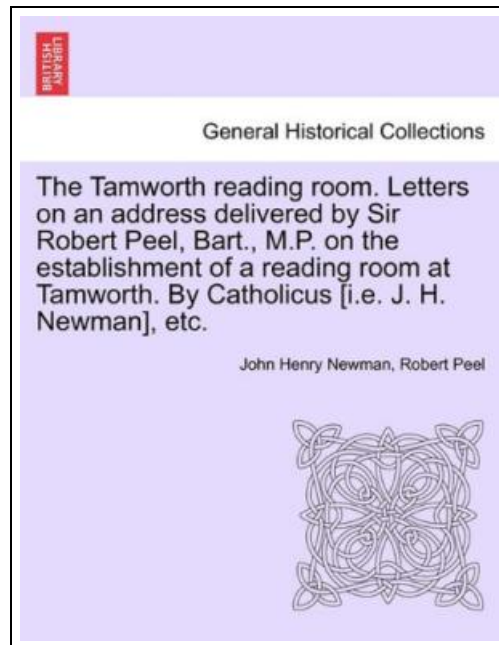 BRITISH
LIBRARY
General Historical Collections
The Tamworth reading room. Letters
on an address delivered by Sir
Robert Peel, Bart., M.P. on the
establishment of a reading room at
Tamworth. By Catholicus [i.e. J. H.
Newman], etc.
John Henry Newman, Robert Peel